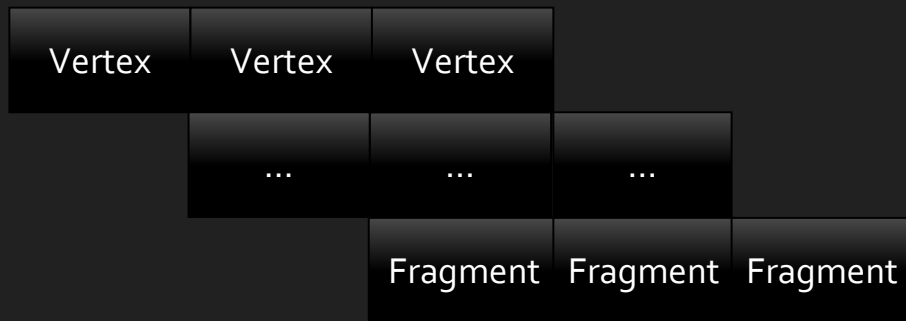 Vertex Vertex Vertex
... ... ...
Fragment Fragment Fragment